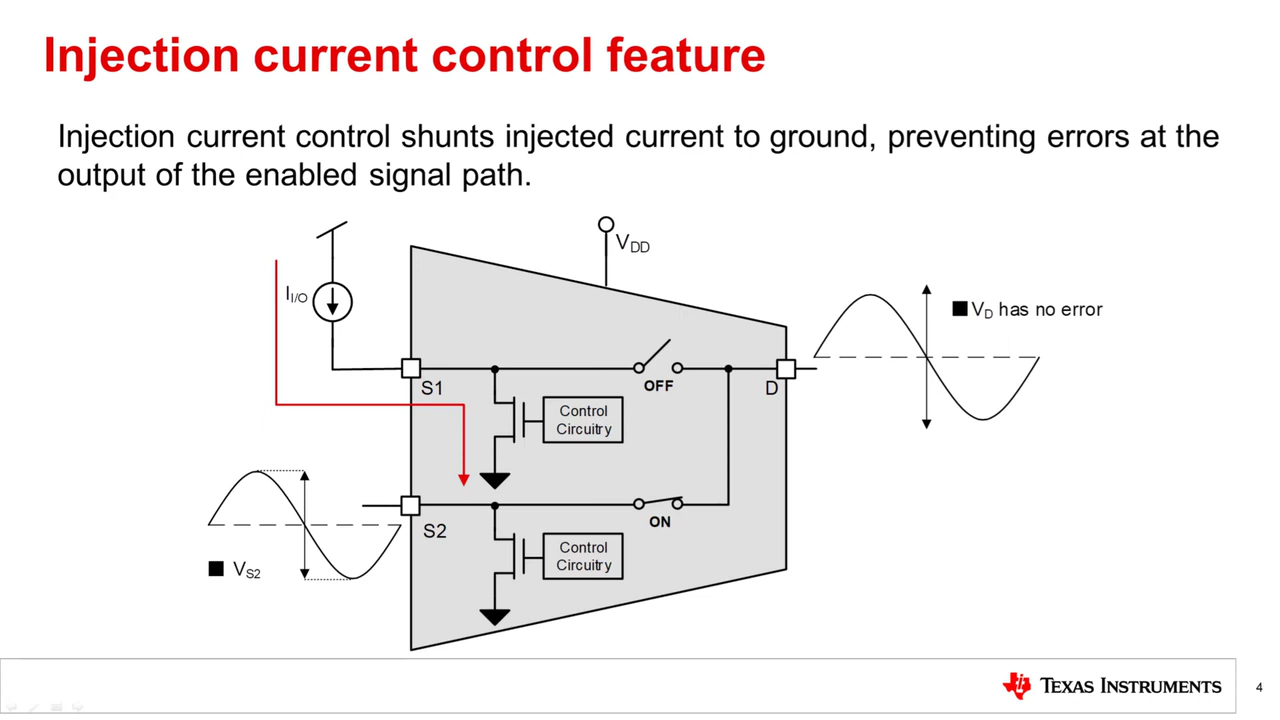 Injection current control feature
Injection current control shunts injected current to ground, preventing errors at the
output of the enabled signal path.
VDD
II/O
VD has no error
S1
OFF
D
Control
Circuitry
S2
ON
Control
Circuitry
VS2
TEXAS INSTRUMENTS
4